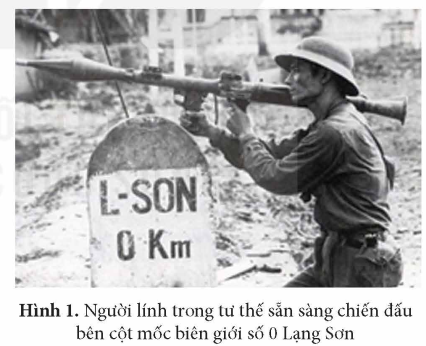 L-SON
0 Km
Hình 1. Người lính trong tư thế sẵn sàng chiến đấu
bên cột mốc biên giới số 0 Lạng Sơn